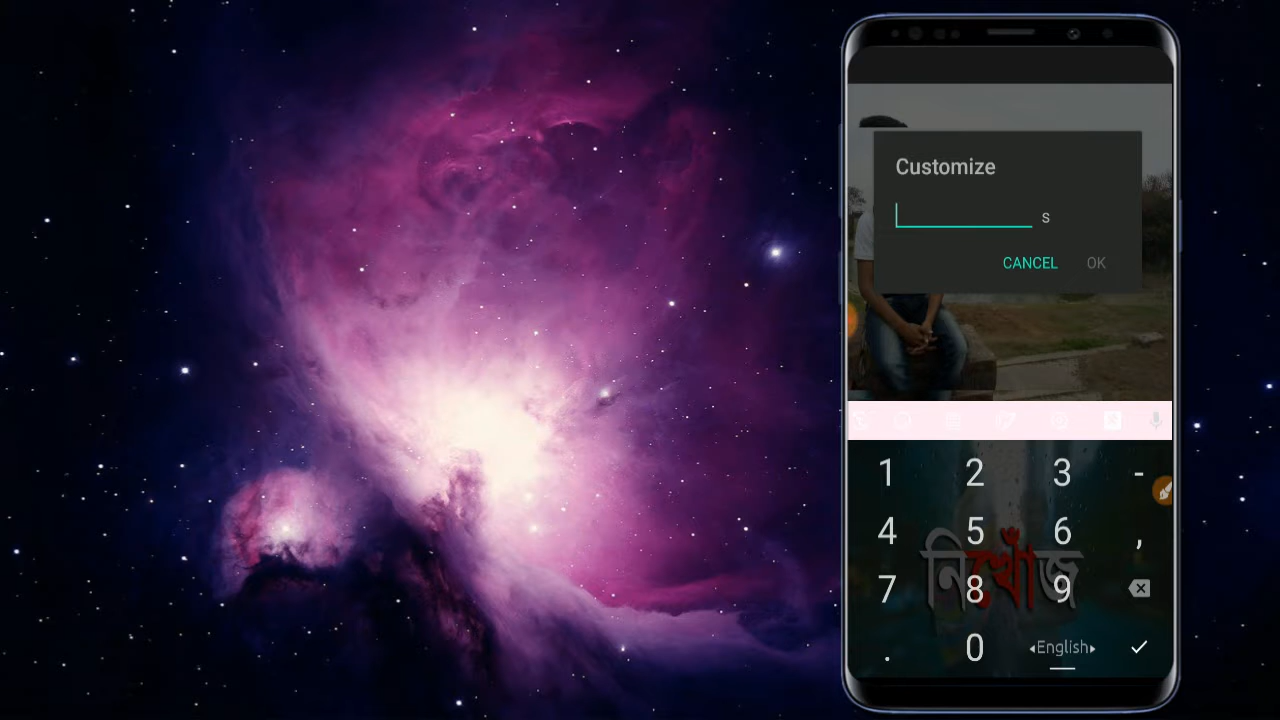 Customize
s
CANCEL OK
1 2 3 -
4 5 6 ,
নিখোঁজ
7 8 9
. 0 English